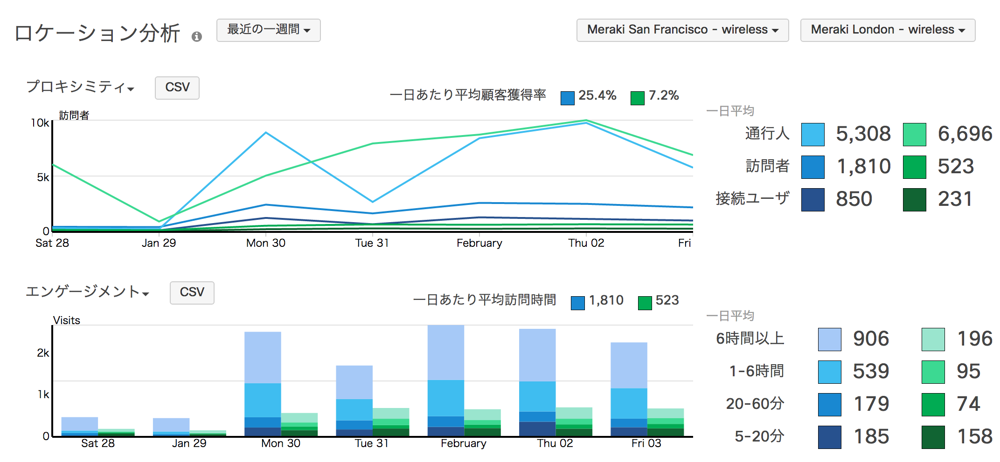 ロケーション分析 i 最近の一週間 Meraki San Francisco - wireless Meraki London - wireless
プロキシミティ CSV
一日あたり平均顧客獲得率 25.4% 7.2%
訪問者
10k
5k
0
Sat 28 Jan 29 Mon 30 Tue 31 February Thu 02 Fri
一日平均
通行人 5,308 6,696
訪問者 1,810 523
接続ユーザ 850 231
エンゲージメント CSV
一日あたり平均訪問時間 1,810 523
Visits
2k
1k
0
Sat 28 Jan 29 Mon 30 Tue 31 February Thu 02 Fri 03
一日平均
6時間以上 906 196
1-6時間 539 95
20-60分 179 74
5-20分 185 158